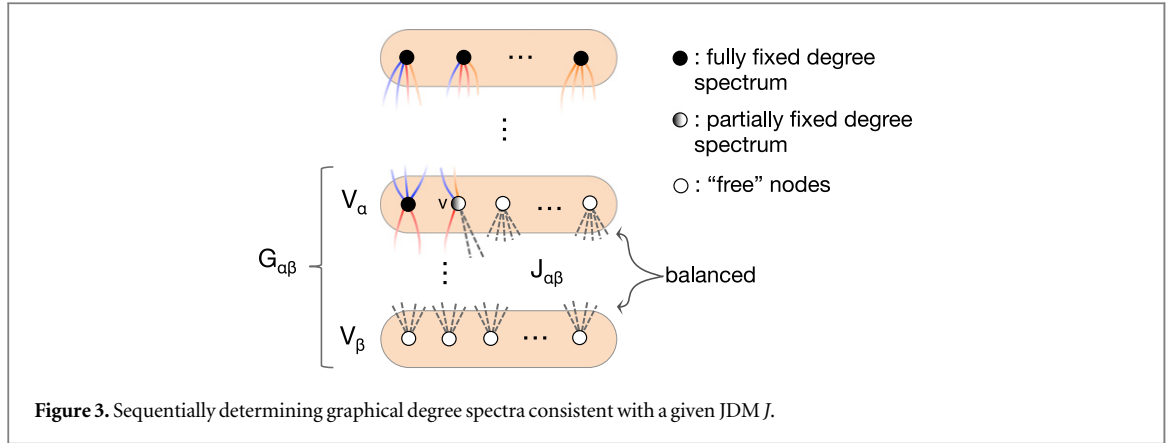 ● : fully fixed degree
spectrum
◐ : partially fixed degree
spectrum
○ : “free” nodes
...
⋮
Vα
v
...
Gαβ
⋮
Jαβ
balanced
Vβ
...
Figure 3. Sequentially determining graphical degree spectra consistent with a given JDM J.